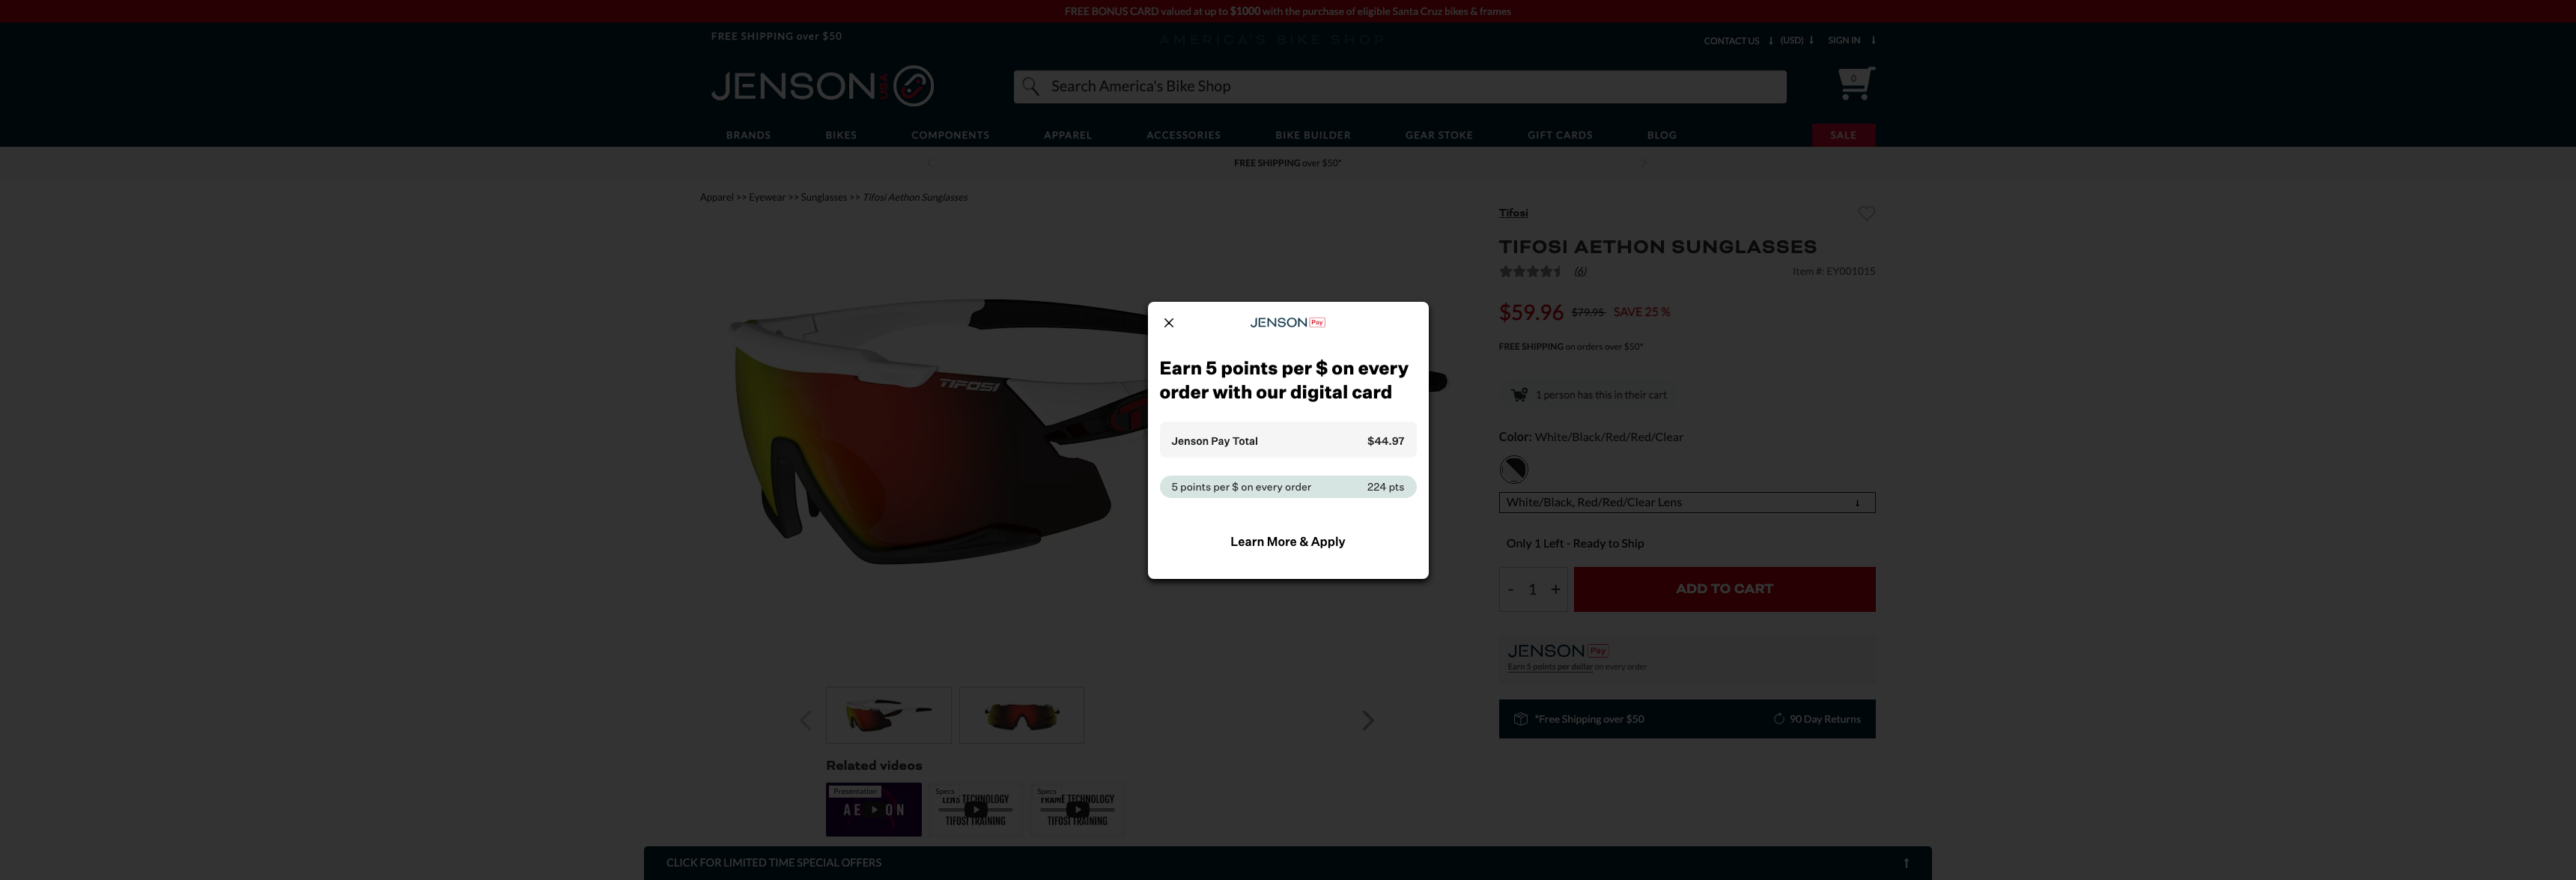 FREE BONUS CARD valued at up to $1000 with the purchase of eligible Santa Cruz bikes & frames
FREE SHIPPING over $50
AMERICA'S BIKE SHOP
CONTACT US
(USD)
SIGN IN
JENSON USA
Search America's Bike Shop
0
BRANDS
BIKES
COMPONENTS
APPAREL
ACCESSORIES
BIKE BUILDER
GEAR STOKE
GIFT CARDS
BLOG
SALE
FREE SHIPPING over $50*
Apparel >> Eyewear >> Sunglasses >> Tifosi Aethon Sunglasses
Tifosi
TIFOSI AETHON SUNGLASSES
(6)
Item #: EY001015
$59.96 $79.95 SAVE 25 %
FREE SHIPPING on orders over $50*
1 person has this in their cart
Color: White/Black/Red/Red/Clear
White/Black, Red/Red/Clear Lens
Only 1 Left - Ready to Ship
- 1 +
ADD TO CART
JENSON Pay
Earn 5 points per dollar on every order
*Free Shipping over $50
90 Day Returns
TIFOSI
JENSON Pay
Earn 5 points per $ on every
order with our digital card
Jenson Pay Total $44.97
5 points per $ on every order 224 pts
Learn More & Apply
Related videos
Presentation
Specs
LENS TECHNOLOGY
TIFOSI TRAINING
Specs
FRAME TECHNOLOGY
TIFOSI TRAINING
CLICK FOR LIMITED TIME SPECIAL OFFERS